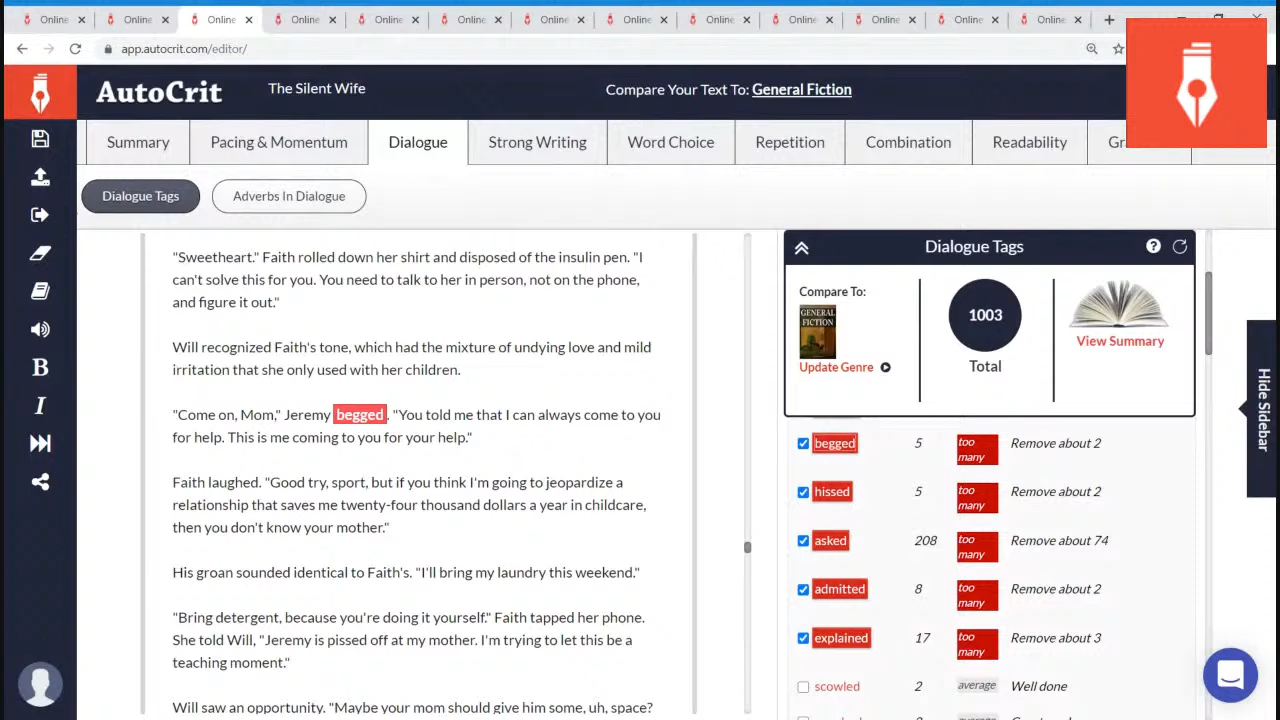 Online Online Online Online Online Online Online Online Online Online Online Online Online
app.autocrit.com/editor/
AutoCrit The Silent Wife Compare Your Text To: General Fiction
Summary Pacing & Momentum Dialogue Strong Writing Word Choice Repetition Combination Readability Gr
Dialogue Tags Adverbs In Dialogue
"Sweetheart." Faith rolled down her shirt and disposed of the insulin pen. "I
can't solve this for you. You need to talk to her in person, not on the phone,
and figure it out."
Will recognized Faith's tone, which had the mixture of undying love and mild
irritation that she only used with her children.
"Come on, Mom," Jeremy begged. "You told me that I can always come to you
for help. This is me coming to you for your help."
Faith laughed. "Good try, sport, but if you think I'm going to jeopardize a
relationship that saves me twenty-four thousand dollars a year in childcare,
then you don't know your mother."
His groan sounded identical to Faith's. "I'll bring my laundry this weekend."
"Bring detergent, because you're doing it yourself." Faith tapped her phone.
She told Will, "Jeremy is pissed off at my mother. I'm trying to let this be a
teaching moment."
Will saw an opportunity. "Maybe your mom should give him some, uh, space?
Dialogue Tags
Compare To:
GENERAL
FICTION
Update Genre
1003
Total
View Summary
begged 5 too many Remove about 2
hissed 5 too many Remove about 2
asked 208 too many Remove about 74
admitted 8 too many Remove about 2
explained 17 too many Remove about 3
scowled 2 average Well done
Hide Sidebar
B
I